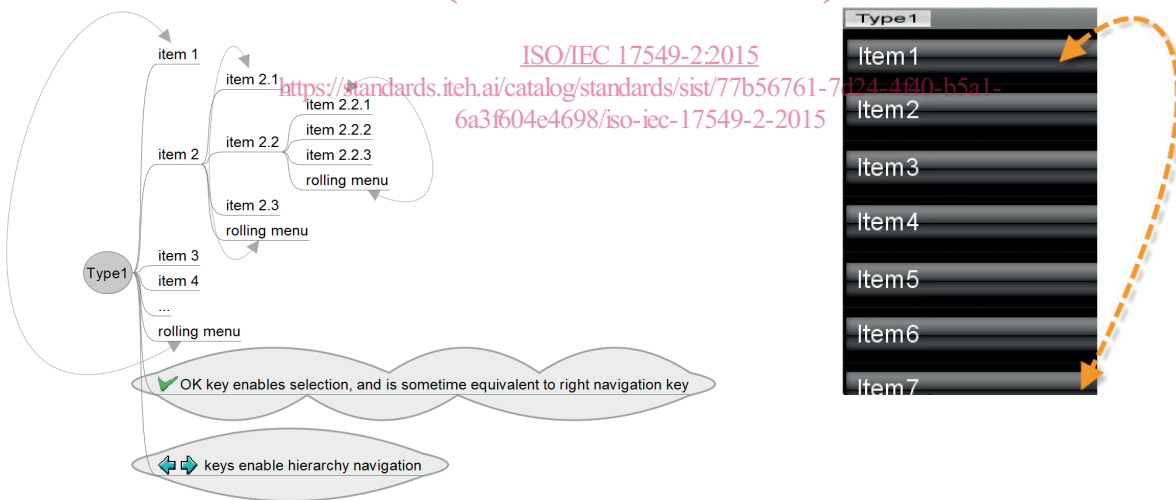 ISO/IEC 17549-2:2015
https://standards.iteh.ai/catalog/standards/sist/77b56761-7d24-4f40-b5a1-
6a3f604e4698/iso-iec-17549-2-2015
item 1
item 2.1
item 2.2.1
item 2.2.2
item 2.2
item 2.2.3
item 2
rolling menu
item 2.3
rolling menu
Type1
item 3
item 4
...
rolling menu
OK key enables selection, and is sometime equivalent to right navigation key
keys enable hierarchy navigation
Type1
Item1
Item2
Item3
Item4
Item5
Item6
Item7